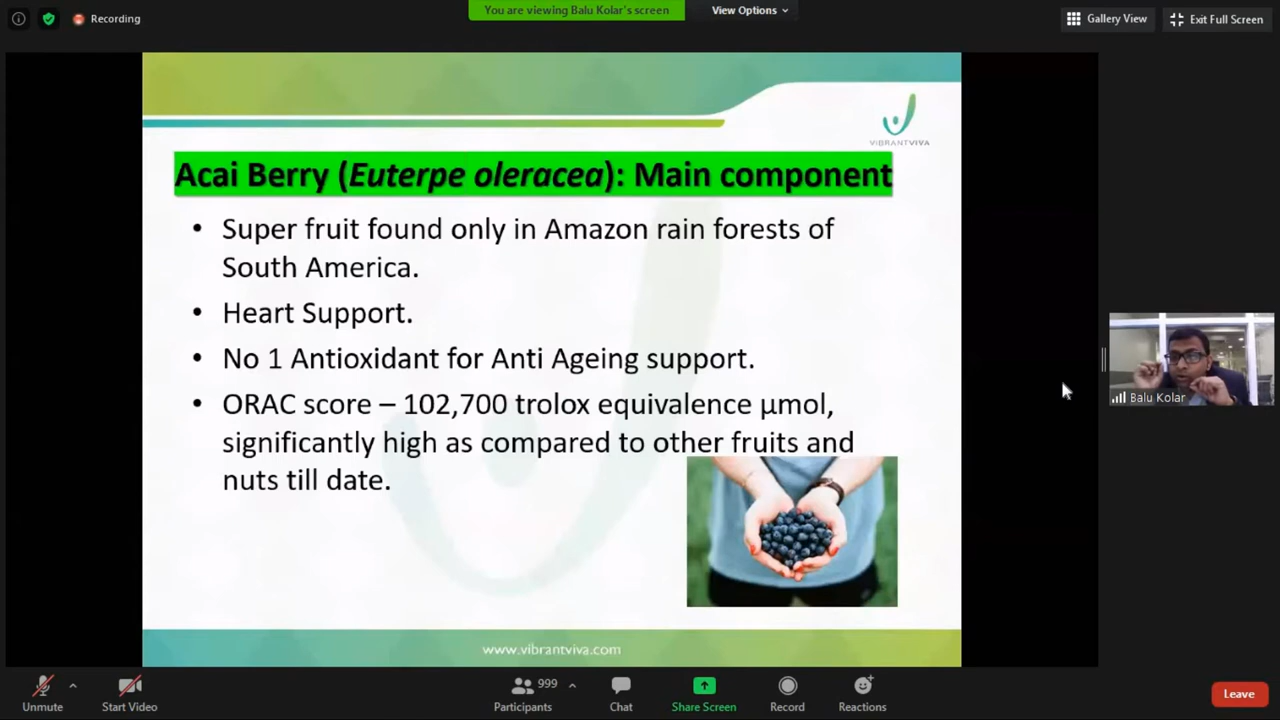 Recording
You are viewing Balu Kolar's screen
View Options
Gallery View
Exit Full Screen
VIBRANTVIVA
Acai Berry (Euterpe oleracea): Main component
• Super fruit found only in Amazon rain forests of
South America.
• Heart Support.
• No 1 Antioxidant for Anti Ageing support.
• ORAC score – 102,700 trolox equivalence µmol,
significantly high as compared to other fruits and
nuts till date.
Balu Kolar
www.vibrantviva.com
Unmute
Start Video
999
Participants
Chat
Share Screen
Record
Reactions
Leave